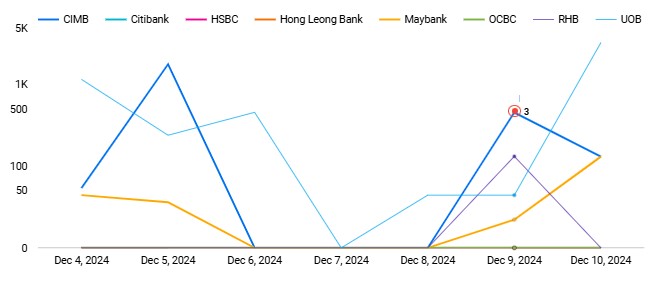 CIMB Citibank HSBC Hong Leong Bank Maybank OCBC RHB UOB
5K
1K
500
3
100
50
0
Dec 4, 2024 Dec 5, 2024 Dec 6, 2024 Dec 7, 2024 Dec 8, 2024 Dec 9, 2024 Dec 10, 2024